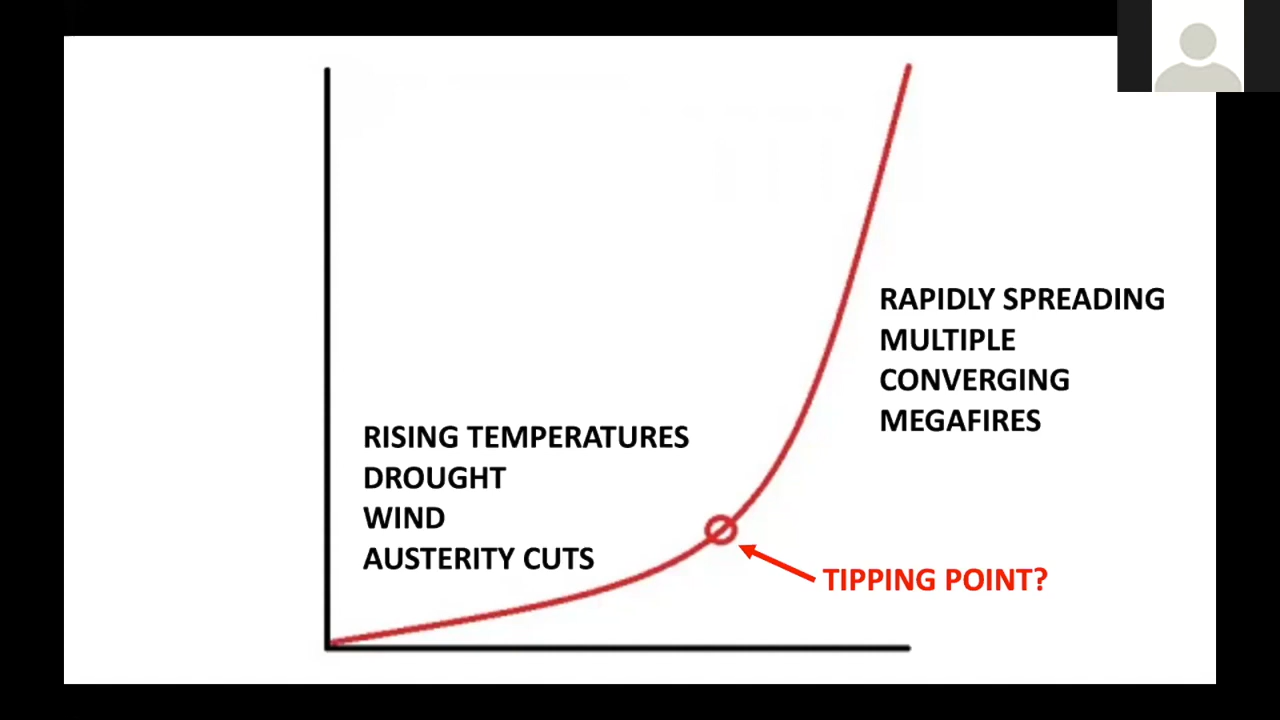 RISING TEMPERATURES
DROUGHT
WIND
AUSTERITY CUTS
RAPIDLY SPREADING
MULTIPLE
CONVERGING
MEGAFIRES
TIPPING POINT?